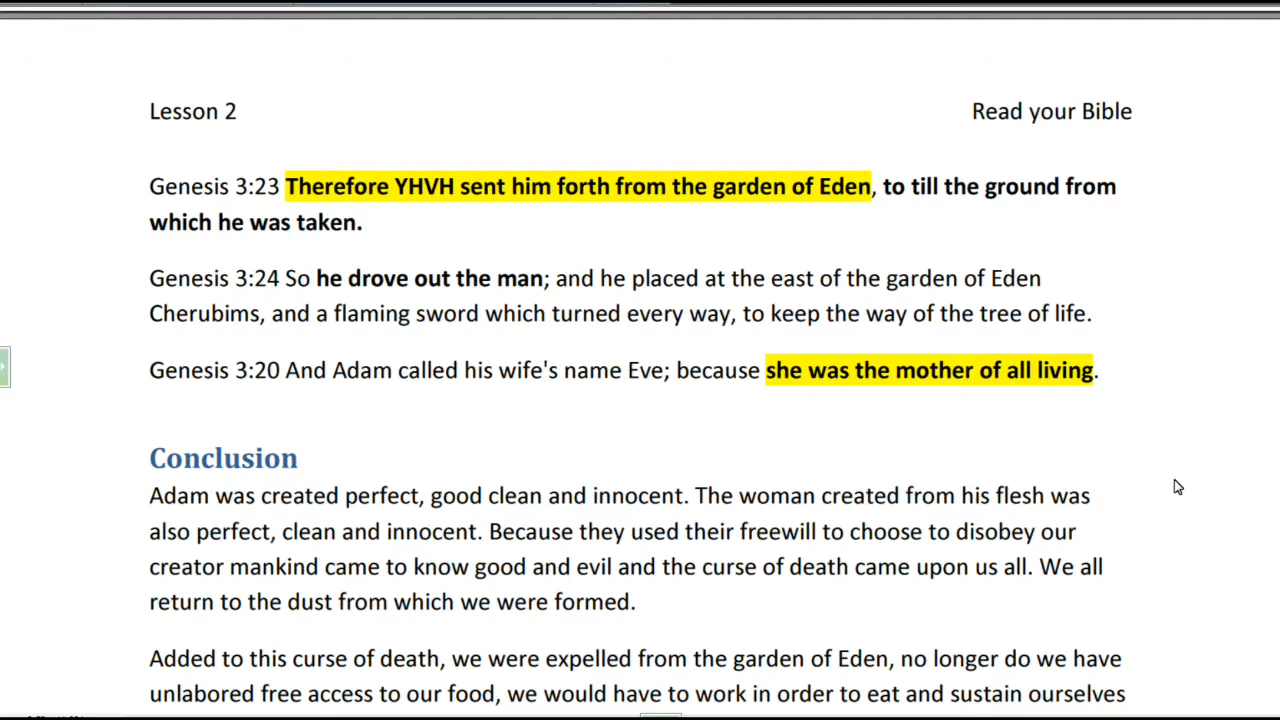 Lesson 2 Read your Bible
Genesis 3:23 Therefore YHVH sent him forth from the garden of Eden, to till the ground from
which he was taken.
Genesis 3:24 So he drove out the man; and he placed at the east of the garden of Eden
Cherubims, and a flaming sword which turned every way, to keep the way of the tree of life.
Genesis 3:20 And Adam called his wife's name Eve; because she was the mother of all living.
Conclusion
Adam was created perfect, good clean and innocent. The woman created from his flesh was
also perfect, clean and innocent. Because they used their freewill to choose to disobey our
creator mankind came to know good and evil and the curse of death came upon us all. We all
return to the dust from which we were formed.
Added to this curse of death, we were expelled from the garden of Eden, no longer do we have
unlabored free access to our food, we would have to work in order to eat and sustain ourselves